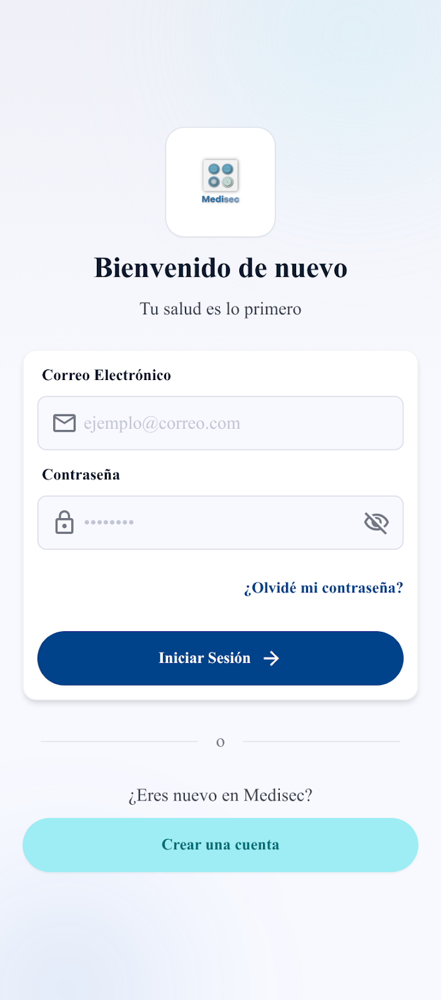 Medisec
Bienvenido de nuevo
Tu salud es lo primero
Correo Electrónico
ejemplo@correo.com
Contraseña
••••••••
¿Olvidé mi contraseña?
Iniciar Sesión →
o
¿Eres nuevo en Medisec?
Crear una cuenta